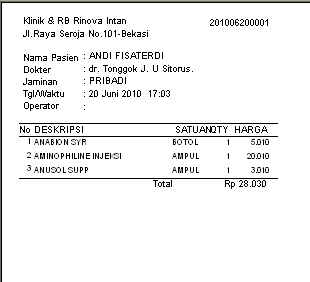 Klinik & RB Rinova Intan 201006200001
Jl.Raya Seroja No.101-Bekasi
Nama Pasien : ANDI FISATERDI
Dokter : dr. Tonggok J. U Sitorus.
Jaminan : PRIBADI
Tgl/Waktu : 20 Juni 2010 17:03
Operator :
No DESKRIPSI SATUAN QTY HARGA
1 ANABION SYR BOTOL 1 5,010
2 AMINOPHILINE INJEKSI AMPUL 1 20,010
3 ANUSOL SUPP AMPUL 1 3,010
Total Rp 28.030